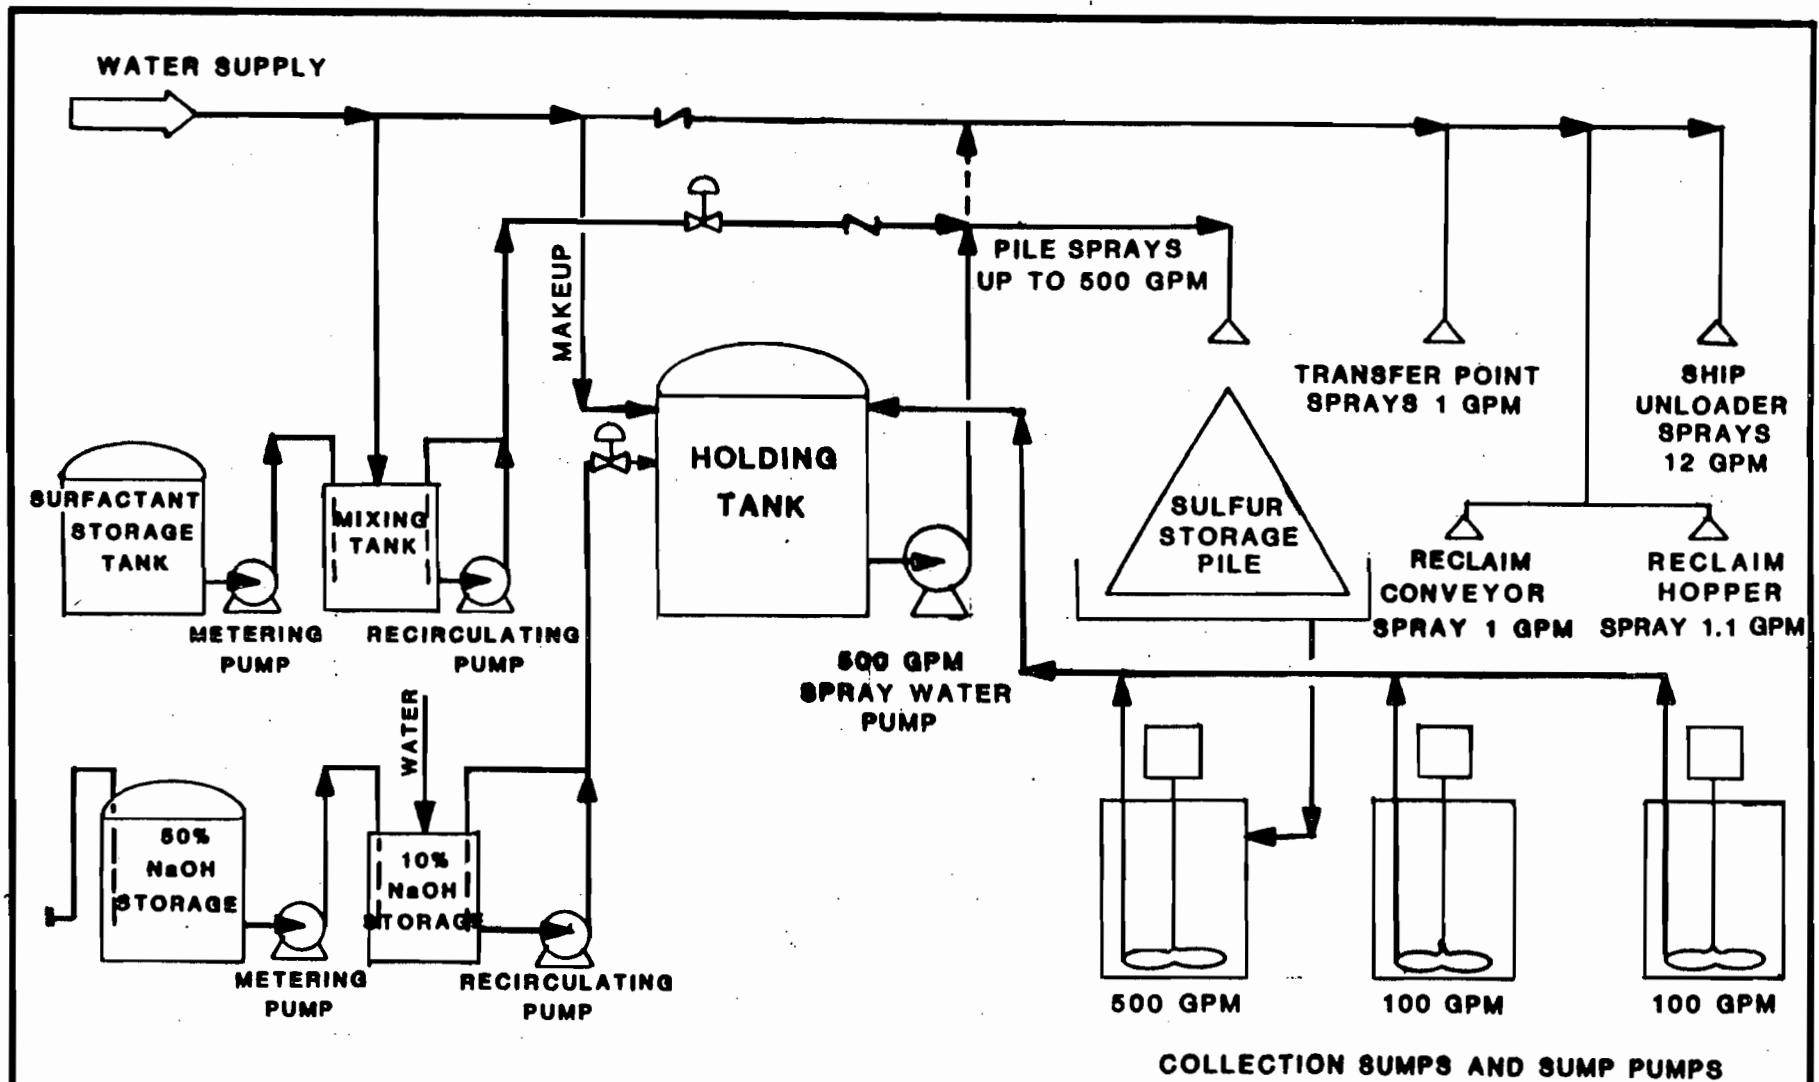 WATER SUPPLY
MAKEUP
PILE SPRAYS
UP TO 500 GPM
TRANSFER POINT
SPRAYS 1 GPM
SHIP
UNLOADER
SPRAYS
12 GPM
SURFACTANT
STORAGE
TANK
MIXING
TANK
HOLDING
TANK
SULFUR
STORAGE
PILE
RECLAIM
CONVEYOR
SPRAY 1 GPM
RECLAIM
HOPPER
SPRAY 1.1 GPM
METERING
PUMP
RECIRCULATING
PUMP
500 GPM
SPRAY WATER
PUMP
WATER
50%
NaOH
STORAGE
10%
NaOH
STORAGE
METERING
PUMP
RECIRCULATING
PUMP
500 GPM
100 GPM
100 GPM
COLLECTION SUMPS AND SUMP PUMPS